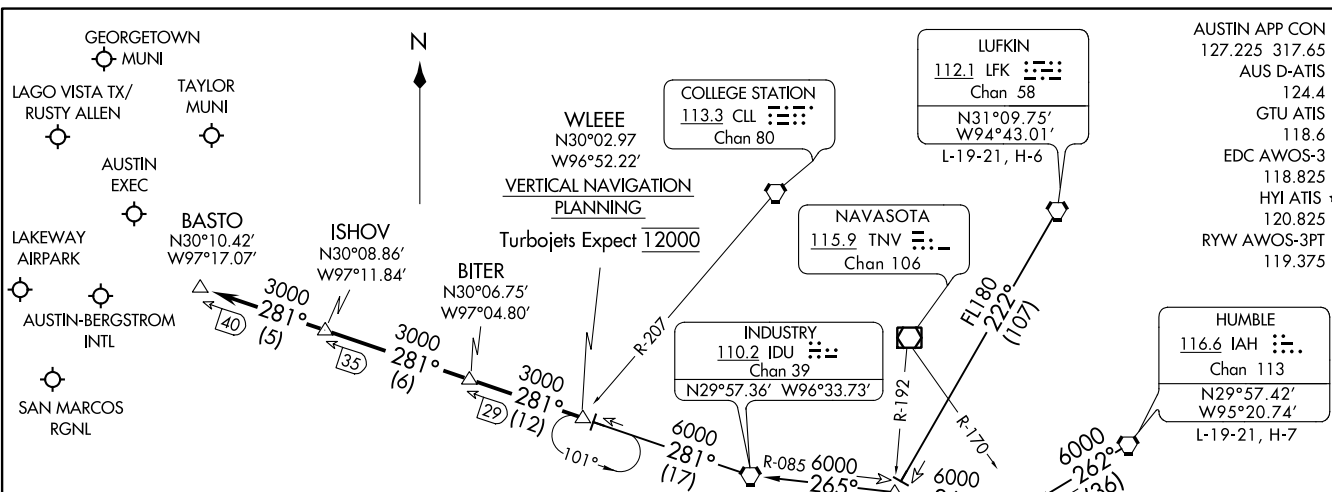 GEORGETOWN
MUNI
LAGO VISTA TX/
RUSTY ALLEN
TAYLOR
MUNI
AUSTIN
EXEC
LAKEWAY
AIRPARK
AUSTIN-BERGSTROM
INTL
SAN MARCOS
RGNL
N
BASTO
N30°10.42′
W97°17.07′
ISHOV
N30°08.86′
W97°11.84′
BITER
N30°06.75′
W97°04.80′
WLEEE
N30°02.97
W96°52.22′
VERTICAL NAVIGATION
PLANNING
Turbojets Expect 12000
COLLEGE STATION
113.3 CLL
Chan 80
LUFKIN
112.1 LFK
Chan 58
N31°09.75′
W94°43.01′
L-19-21, H-6
NAVASOTA
115.9 TNV
Chan 106
INDUSTRY
110.2 IDU
Chan 39
N29°57.36′ W96°33.73′
HUMBLE
116.6 IAH
Chan 113
N29°57.42′
W95°20.74′
L-19-21, H-7
AUSTIN APP CON
127.225 317.65
AUS D-ATIS
124.4
GTU ATIS
118.6
EDC AWOS-3
118.825
HYI ATIS
120.825
RYW AWOS-3PT
119.375
3000
281°
(5)
40
3000
281°
(6)
35
3000
281°
(12)
29
101°
6000
281°
(17)
R-207
R-085
6000
265°
R-192
R-170
FL180
222°
(107)
6000
6000
262°
(36)